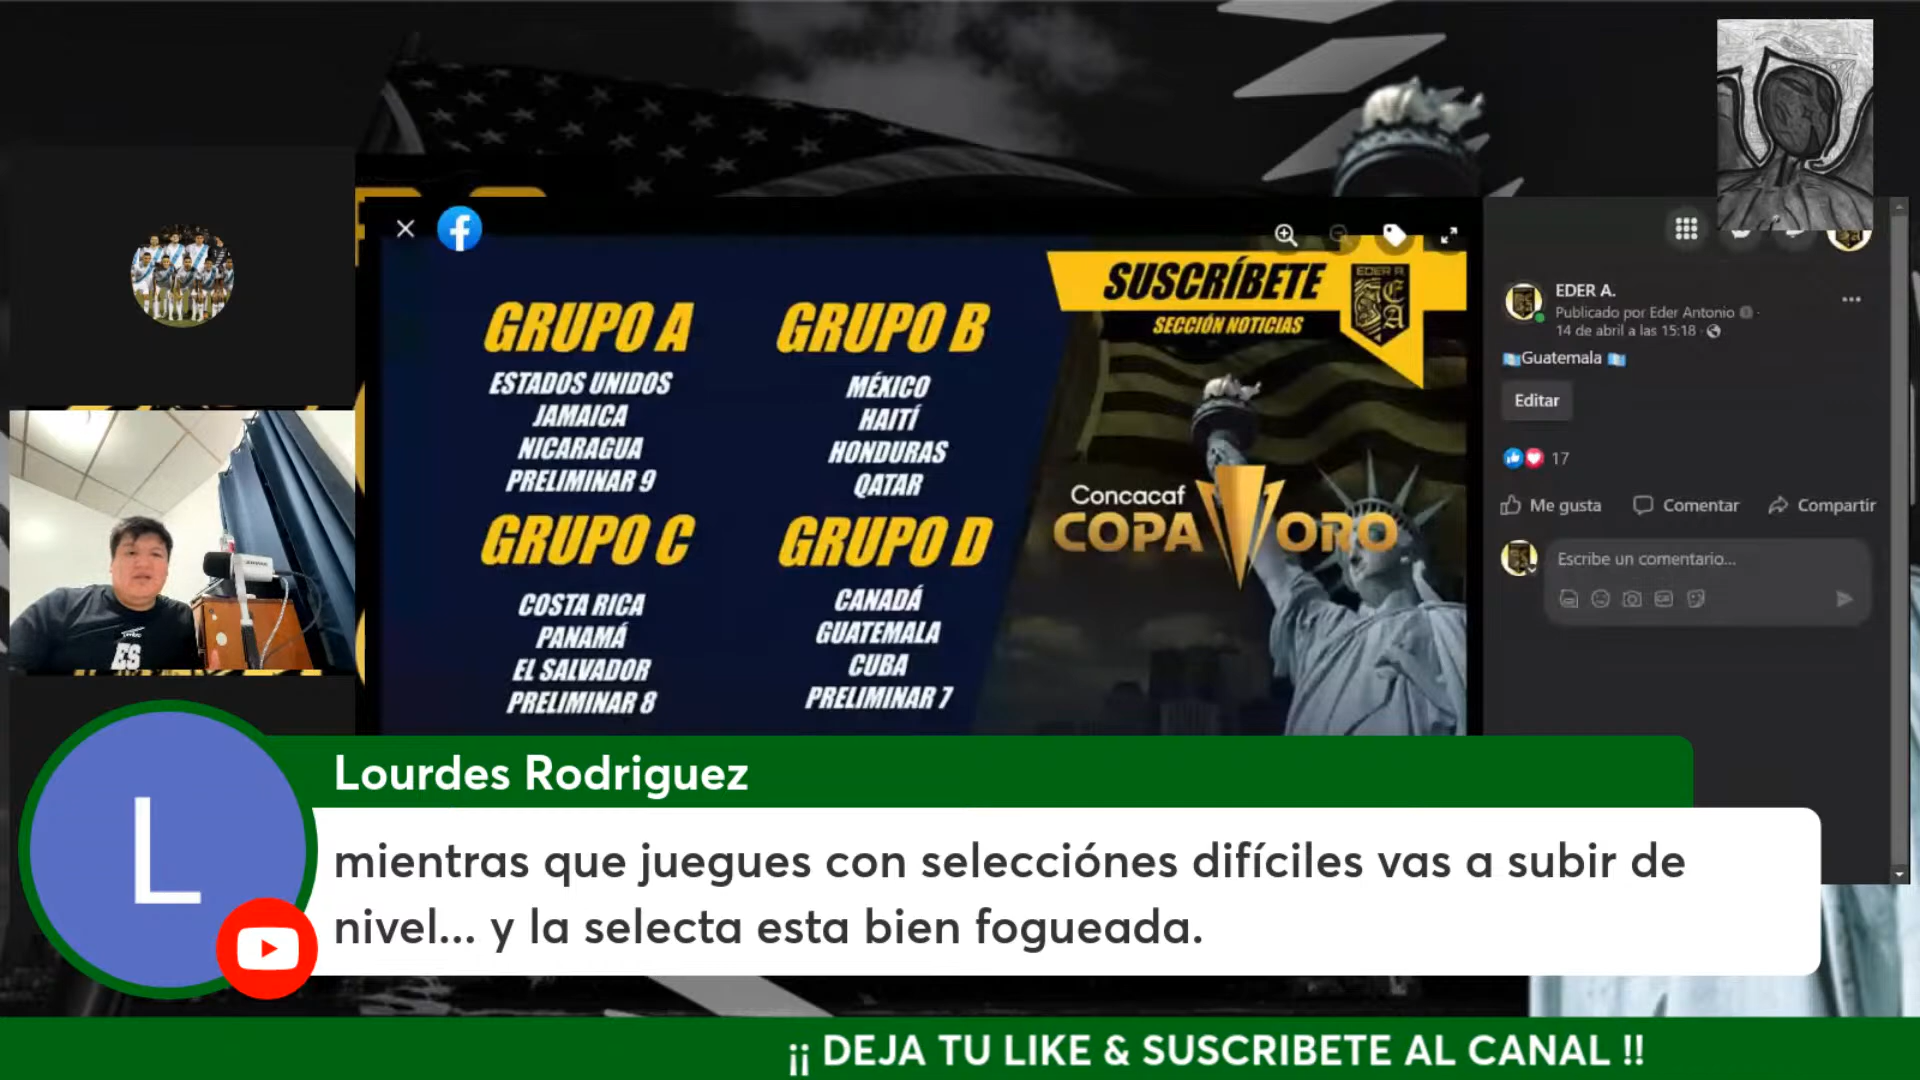 SUSCRÍBETE
SECCIÓN NOTICIAS
EDER A
GRUPO A
ESTADOS UNIDOS
JAMAICA
NICARAGUA
PRELIMINAR 9
GRUPO B
MÉXICO
HAITÍ
HONDURAS
QATAR
GRUPO C
COSTA RICA
PANAMÁ
EL SALVADOR
PRELIMINAR 8
GRUPO D
CANADÁ
GUATEMALA
CUBA
PRELIMINAR 7
Concacaf
COPA ORO
EDER A.
Publicado por Eder Antonio
14 de abril a las 15:18
Guatemala
Editar
17
Me gusta
Comentar
Compartir
Escribe un comentario...
ES
L
Lourdes Rodriguez
mientras que juegues con selecciónes difíciles vas a subir de
nivel... y la selecta esta bien fogueada.
¡¡ DEJA TU LIKE & SUSCRIBETE AL CANAL !!